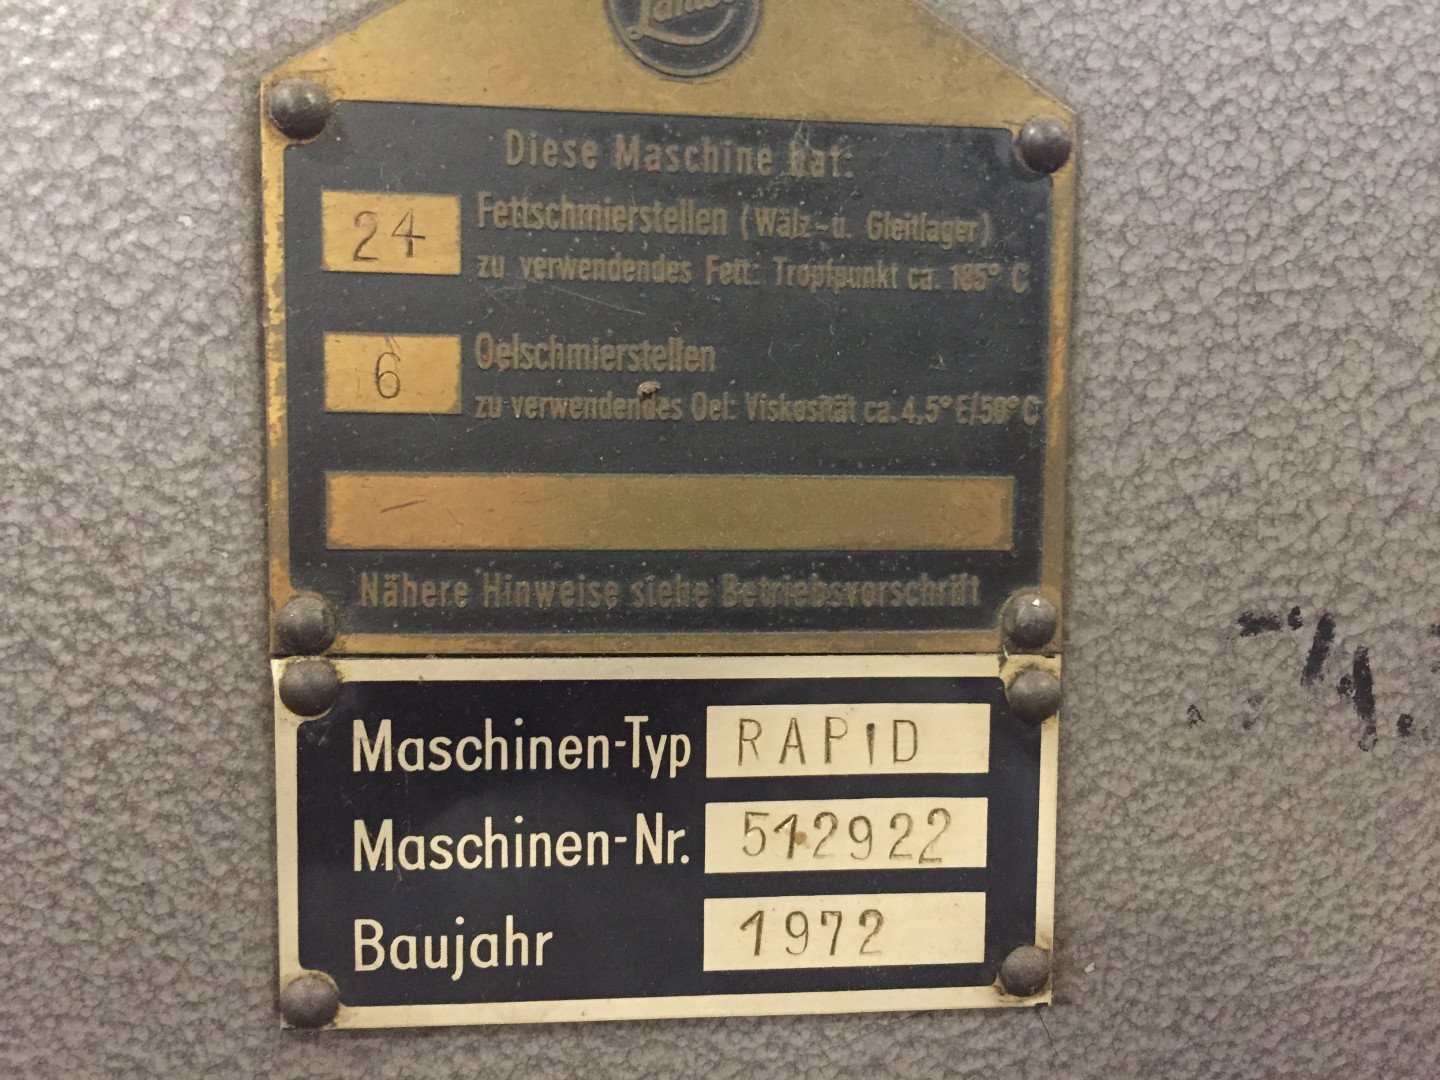 Diese Maschine hat:
24 Fettschmierstellen (Wälz- u. Gleitlager)
zu verwendendes Fett: Tropfpunkt ca. 185° C
6 Oelschmierstellen
zu verwendendes Oel: Viskosität ca. 4,5° E/50° C
Nähere Hinweise siehe Betriebsvorschrift
Maschinen-Typ RAPID
Maschinen-Nr. 512922
Baujahr 1972